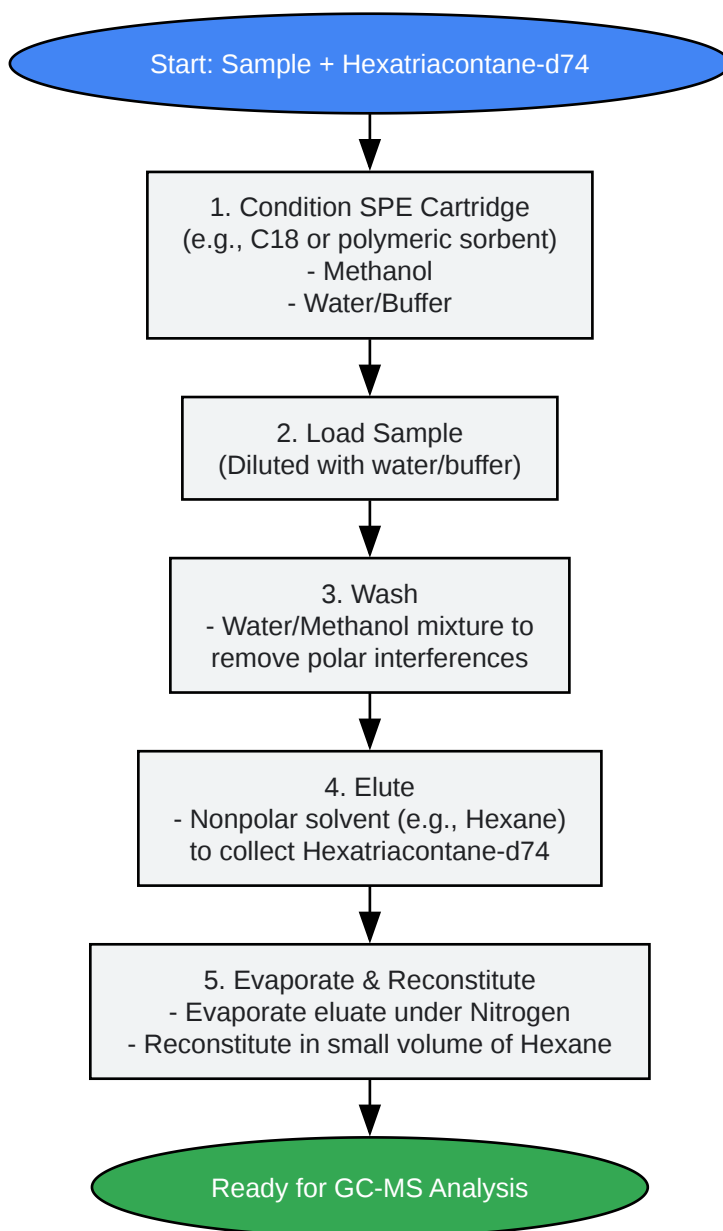 Start: Sample + Hexatriacontane-d74
1. Condition SPE Cartridge
(e.g., C18 or polymeric sorbent)
- Methanol
- Water/Buffer
2. Load Sample
(Diluted with water/buffer)
3. Wash
- Water/Methanol mixture to
remove polar interferences
4. Elute
- Nonpolar solvent (e.g., Hexane)
to collect Hexatriacontane-d74
5. Evaporate & Reconstitute
- Evaporate eluate under Nitrogen
- Reconstitute in small volume of Hexane
Ready for GC-MS Analysis